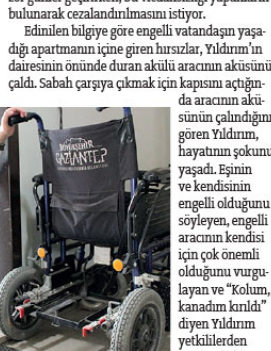 bulunarak cezalandırılmasını istiyor.
Edinilen bilgiye göre engelli vatandaşın yaşa-
dığı apartmanın içine giren hırsızlar, Yıldırım'ın
dairesinin önünde duran akülü aracının aküsünü
çaldı. Sabah çarşıya çıkmak için kapısını açtığın-
da aracının akü-
sünün çalındığını
gören Yıldırım,
hayatının şokunu
yaşadı. Eşinin
ve kendisinin
engelli olduğunu
söyleyen, engelli
aracının kendisi
için çok önemli
olduğunu vurgu-
layan ve "Kolum,
kanadım kırıldı"
diyen Yıldırım
yetkililerden
BÜYÜKŞEHİR
GAZİANTEP